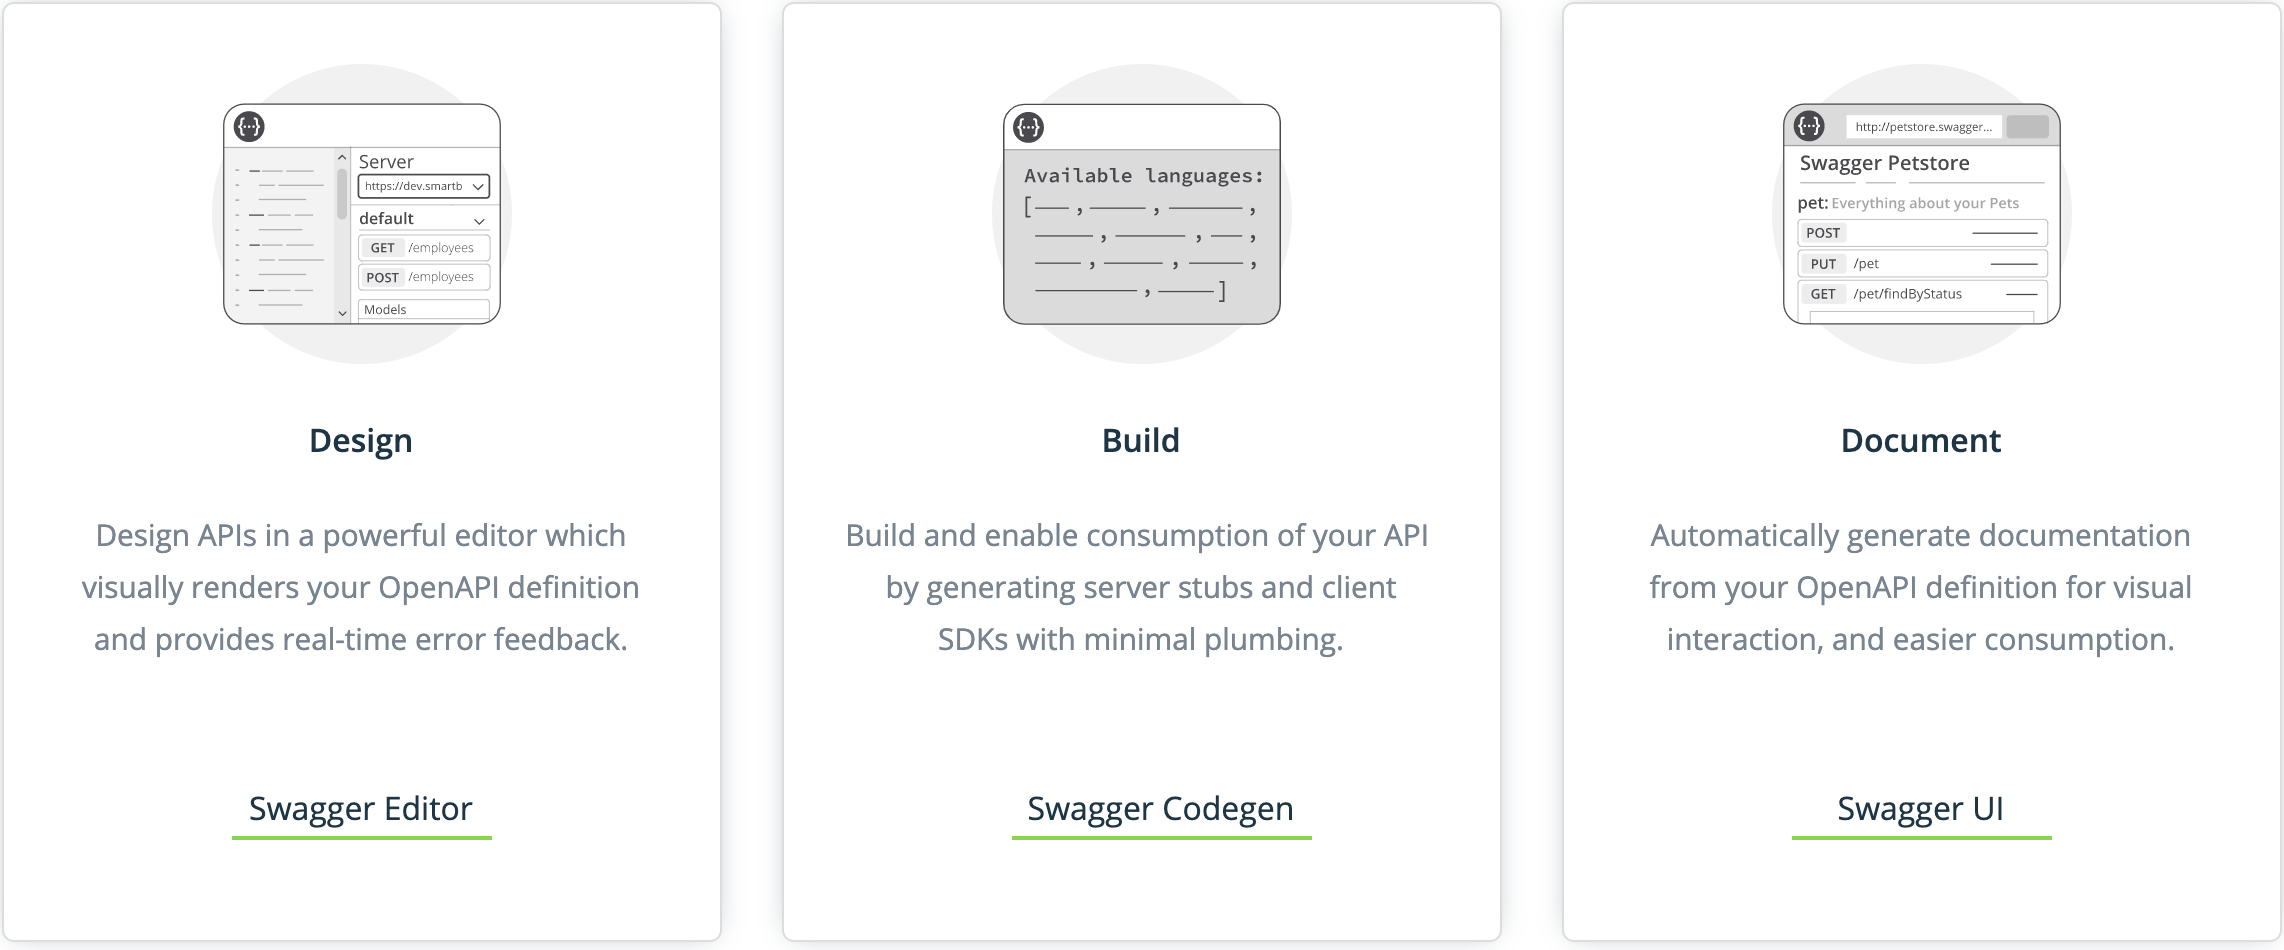 {...}
Server
https://dev.smartb
default
GET /employees
POST /employees
Models
Design
Design APIs in a powerful editor which
visually renders your OpenAPI definition
and provides real-time error feedback.
Swagger Editor
{...}
Available languages:
[ , , ,
, , ,
, , ,
, ]
Build
Build and enable consumption of your API
by generating server stubs and client
SDKs with minimal plumbing.
Swagger Codegen
{...}
http://petstore.swagger...
Swagger Petstore
pet: Everything about your Pets
POST
PUT /pet
GET /pet/findByStatus
Document
Automatically generate documentation
from your OpenAPI definition for visual
interaction, and easier consumption.
Swagger UI